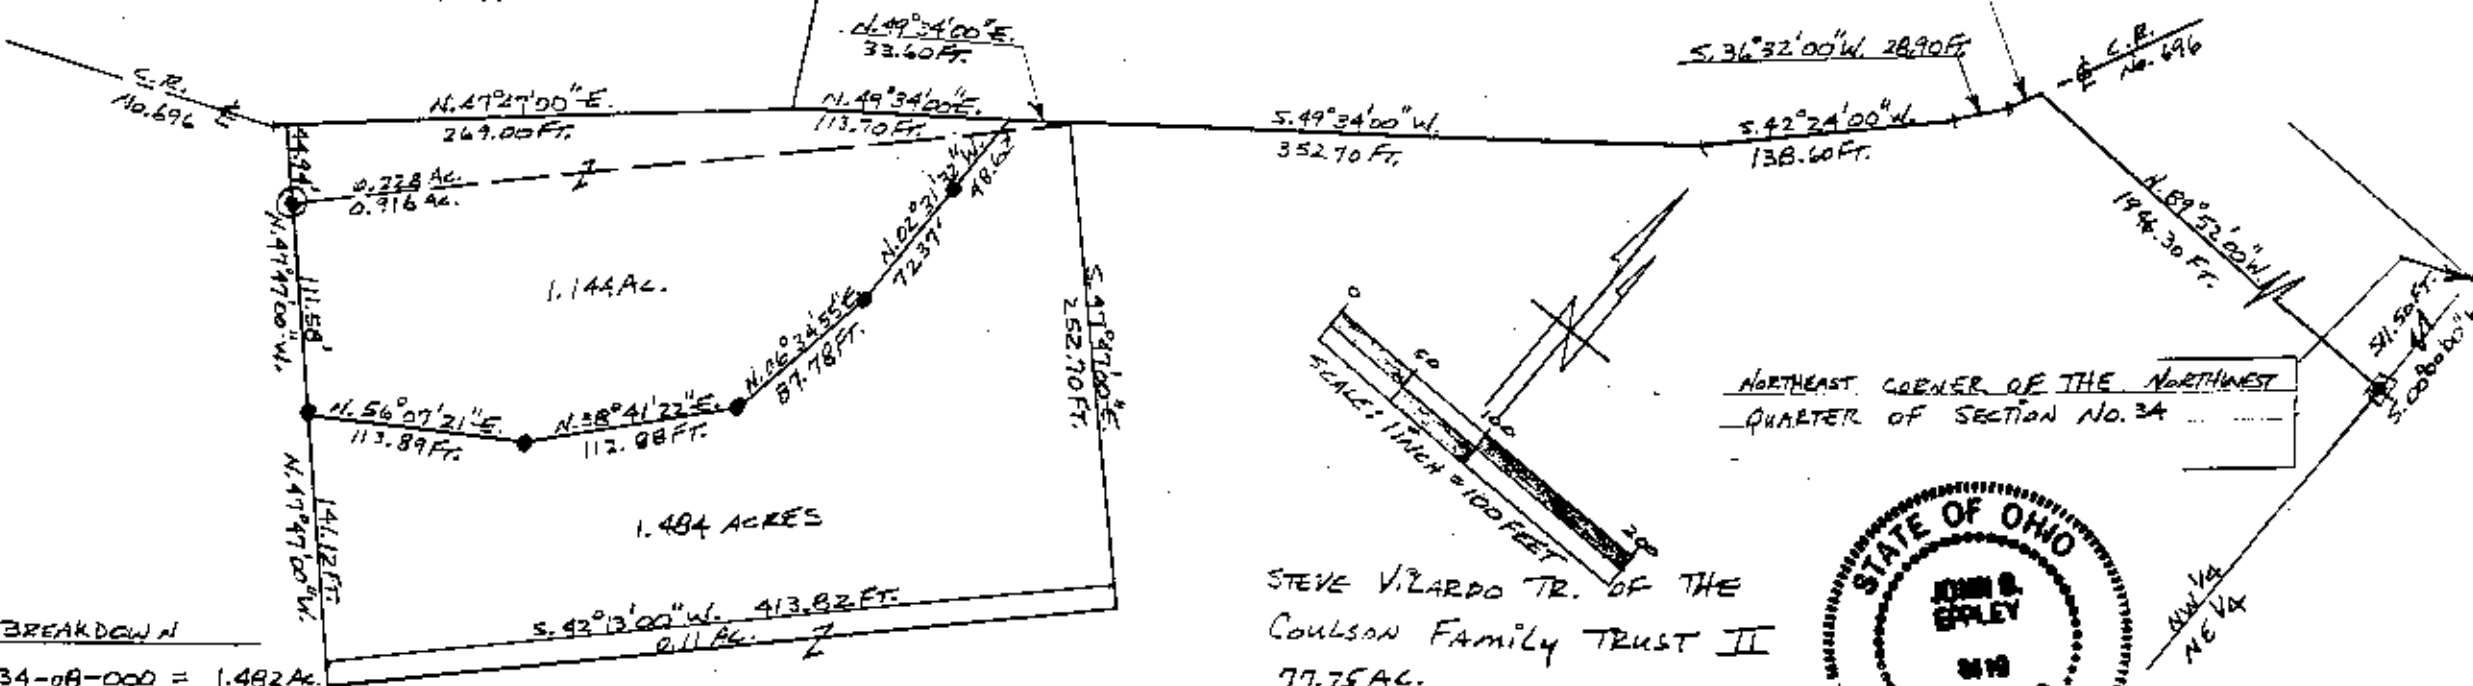 N.49°34'00"E.
33.60 FT.
S.36°32'00"W. 28.90 FT.
C.R.
No. 696
C.R.
No. 696
N.47°27'00"E.
269.00 FT.
N.49°34'00"E.
113.70 FT.
S.49°34'00"W.
352.70 FT.
S.42°24'00"W.
138.60 FT.
44.94'
0.228 AC.
0.916 AC.
N.02°31'32"W.
72.37'
48.62'
N.47°47'00"W.
111.58'
1.144 AC.
N.06°34'55"E.
87.78 FT.
S.47°47'00"E.
252.70 FT.
N.89°52'00"W.
1946.30 FT.
511.50 FT.
S.00°00'00"
0
50
100
200
SCALE: 1 INCH = 100 FEET
NORTHEAST CORNER OF THE NORTHWEST
QUARTER OF SECTION NO. 34
N.56°07'21"E.
113.89 FT.
N.38°41'22"E.
112.88 FT.
N.47°47'00"W.
141.12 FT.
1.484 ACRES
S.42°13'00"W. 413.82 FT.
0.11 AC.
BREAKDOWN
34-08-000 = 1.482 AC.
STEVE VILARDO TR. OF THE
COULSON FAMILY TRUST II
77.75 AC.
STATE OF OHIO
JOHN B.
EPPLEY
NW 1/4
NE 1/4